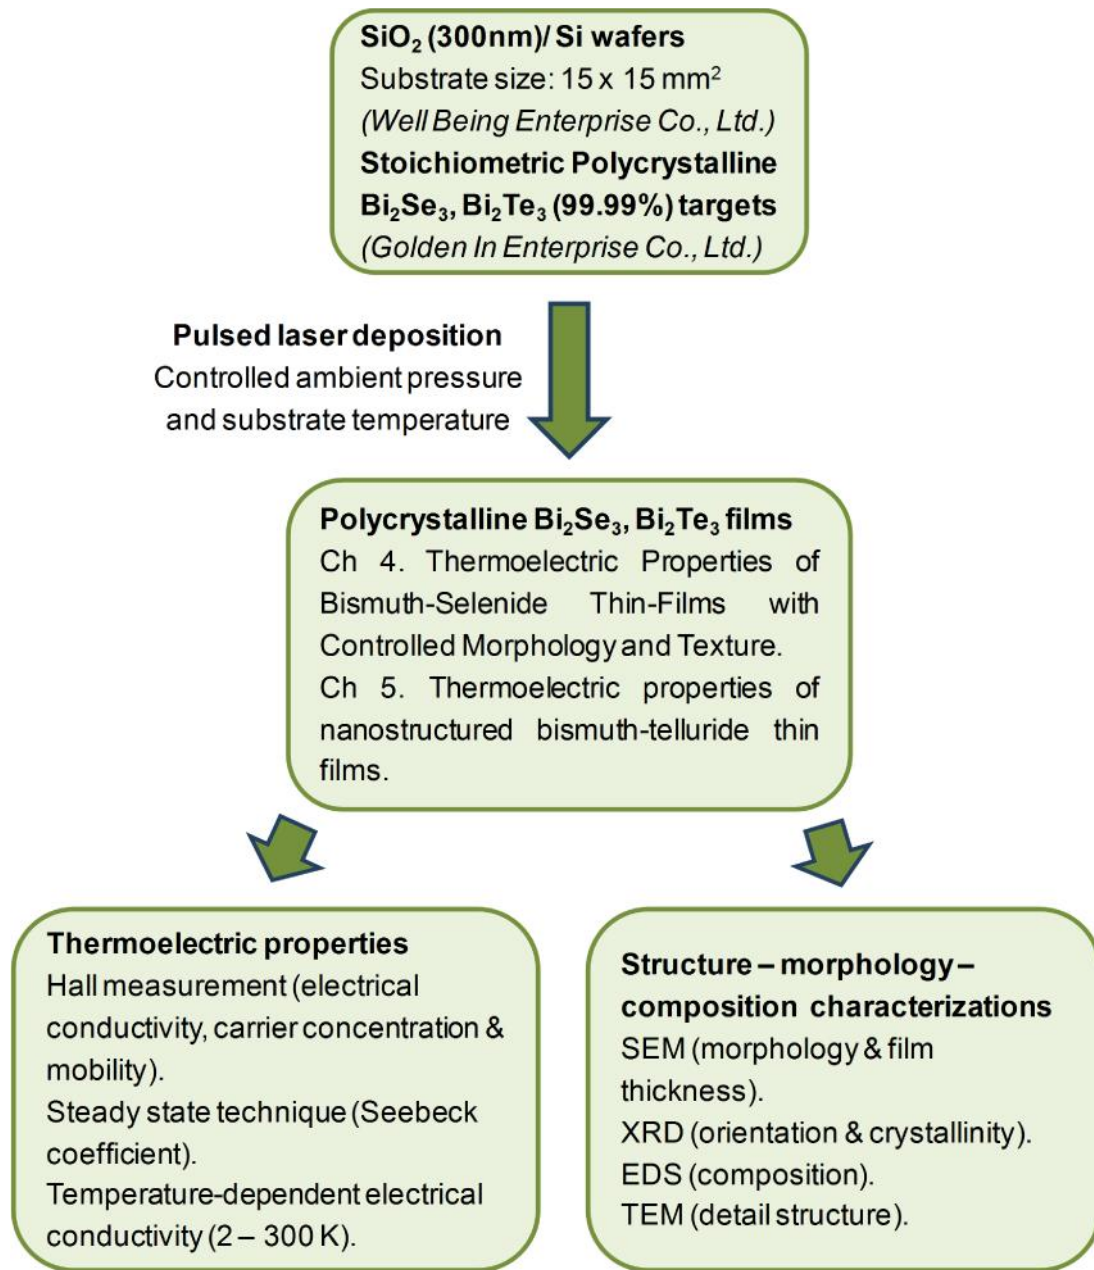 SiO₂ (300nm)/ Si wafers
Substrate size: 15 x 15 mm²
(Well Being Enterprise Co., Ltd.)
Stoichiometric Polycrystalline
Bi₂Se₃, Bi₂Te₃ (99.99%) targets
(Golden In Enterprise Co., Ltd.)
Pulsed laser deposition
Controlled ambient pressure
and substrate temperature
Polycrystalline Bi₂Se₃, Bi₂Te₃ films
Ch 4. Thermoelectric Properties of
Bismuth-Selenide Thin-Films with
Controlled Morphology and Texture.
Ch 5. Thermoelectric properties of
nanostructured bismuth-telluride thin
films.
Thermoelectric properties
Hall measurement (electrical
conductivity, carrier concentration &
mobility).
Steady state technique (Seebeck
coefficient).
Temperature-dependent electrical
conductivity (2 – 300 K).
Structure – morphology –
composition characterizations
SEM (morphology & film
thickness).
XRD (orientation & crystallinity).
EDS (composition).
TEM (detail structure).